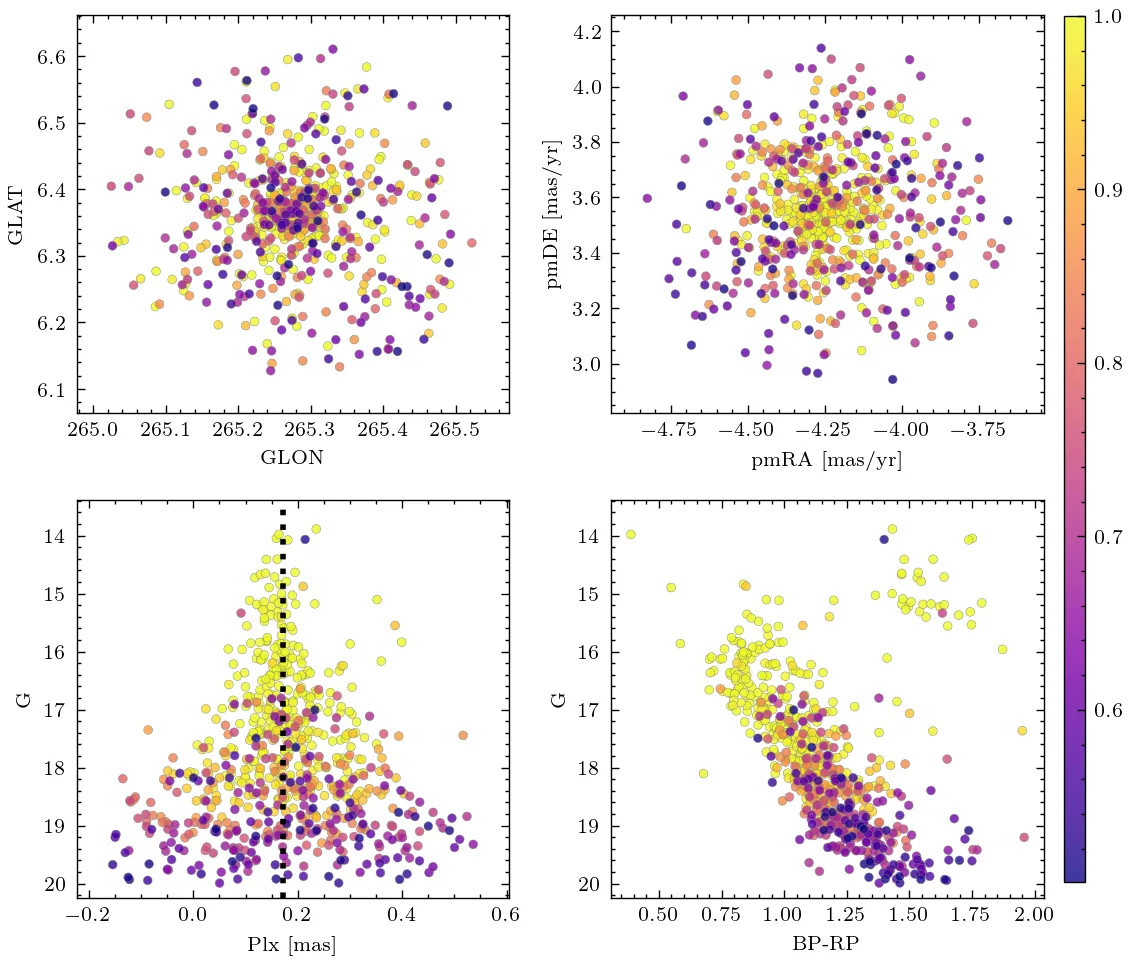 6.6
6.5
6.4
6.3
6.2
6.1
GLAT
265.0 265.1 265.2 265.3 265.4 265.5
GLON
4.2
4.0
3.8
3.6
3.4
3.2
3.0
pmDE [mas/yr]
−4.75 −4.50 −4.25 −4.00 −3.75
pmRA [mas/yr]
1.0
0.9
0.8
0.7
0.6
14
15
16
17
18
19
20
G
−0.2 0.0 0.2 0.4 0.6
Plx [mas]
14
15
16
17
18
19
20
G
0.50 0.75 1.00 1.25 1.50 1.75 2.00
BP-RP